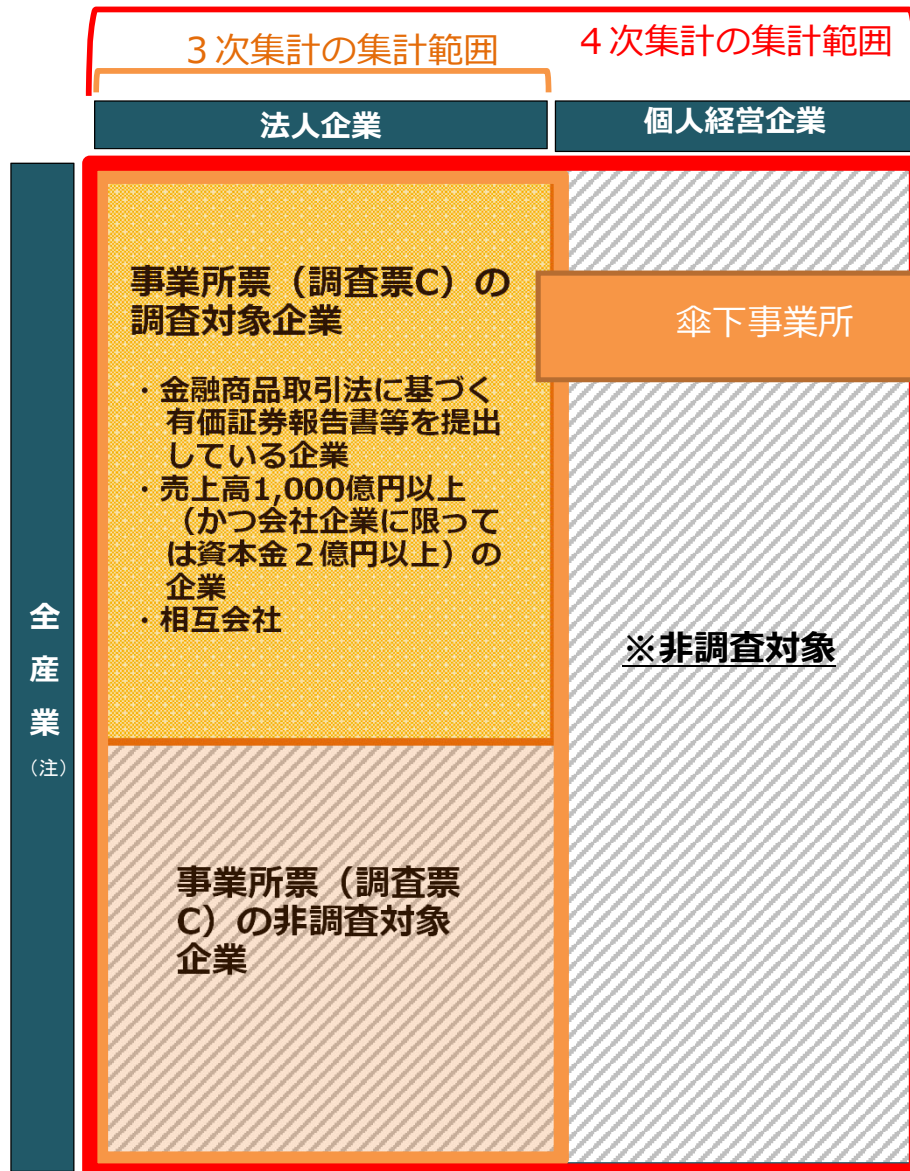 ３次集計の集計範囲
４次集計の集計範囲
法人企業
個人経営企業
全産業
（注）
事業所票（調査票C）の
調査対象企業
・金融商品取引法に基づく
有価証券報告書等を提出
している企業
・売上高1,000億円以上
（かつ会社企業に限って
は資本金２億円以上）の
企業
・相互会社
傘下事業所
※非調査対象
事業所票（調査票
C）の非調査対象
企業